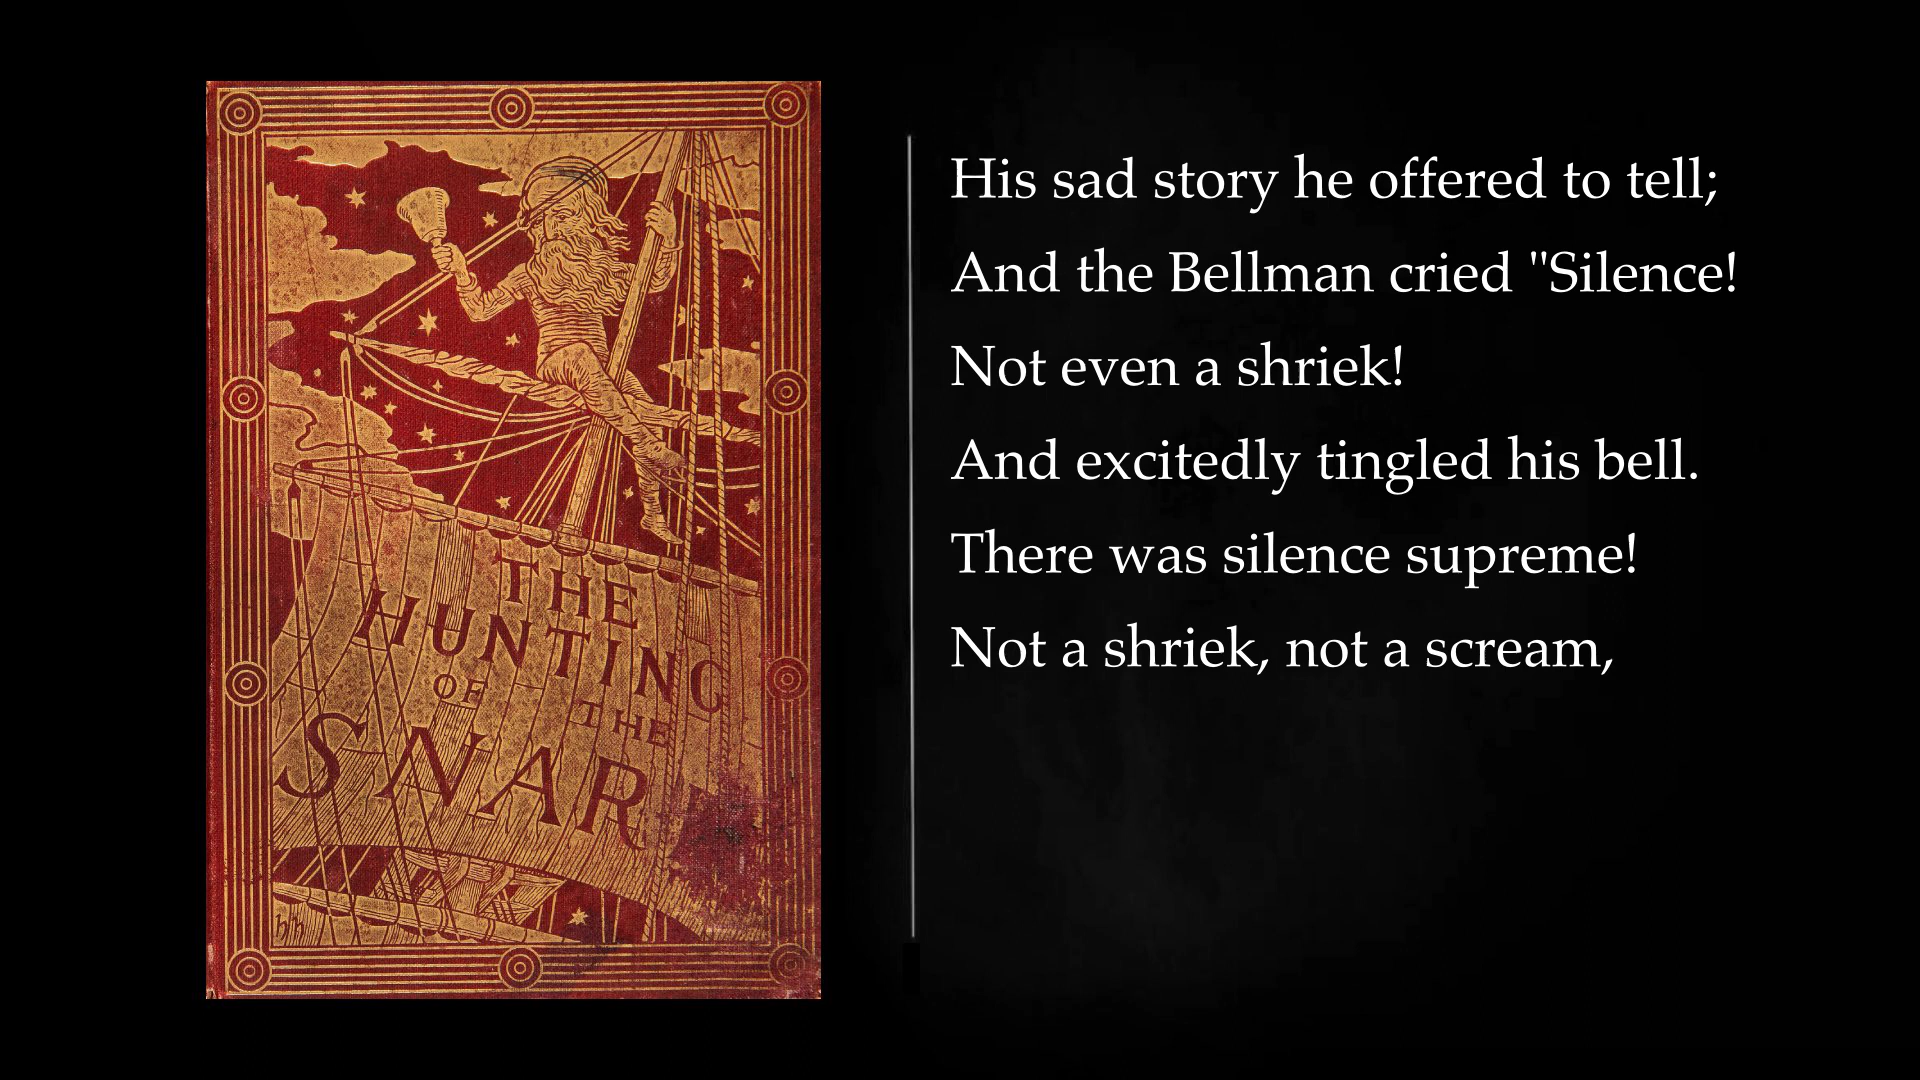 THE
HUNTING
OF THE
SNARK
His sad story he offered to tell;
And the Bellman cried "Silence!
Not even a shriek!
And excitedly tingled his bell.
There was silence supreme!
Not a shriek, not a scream,